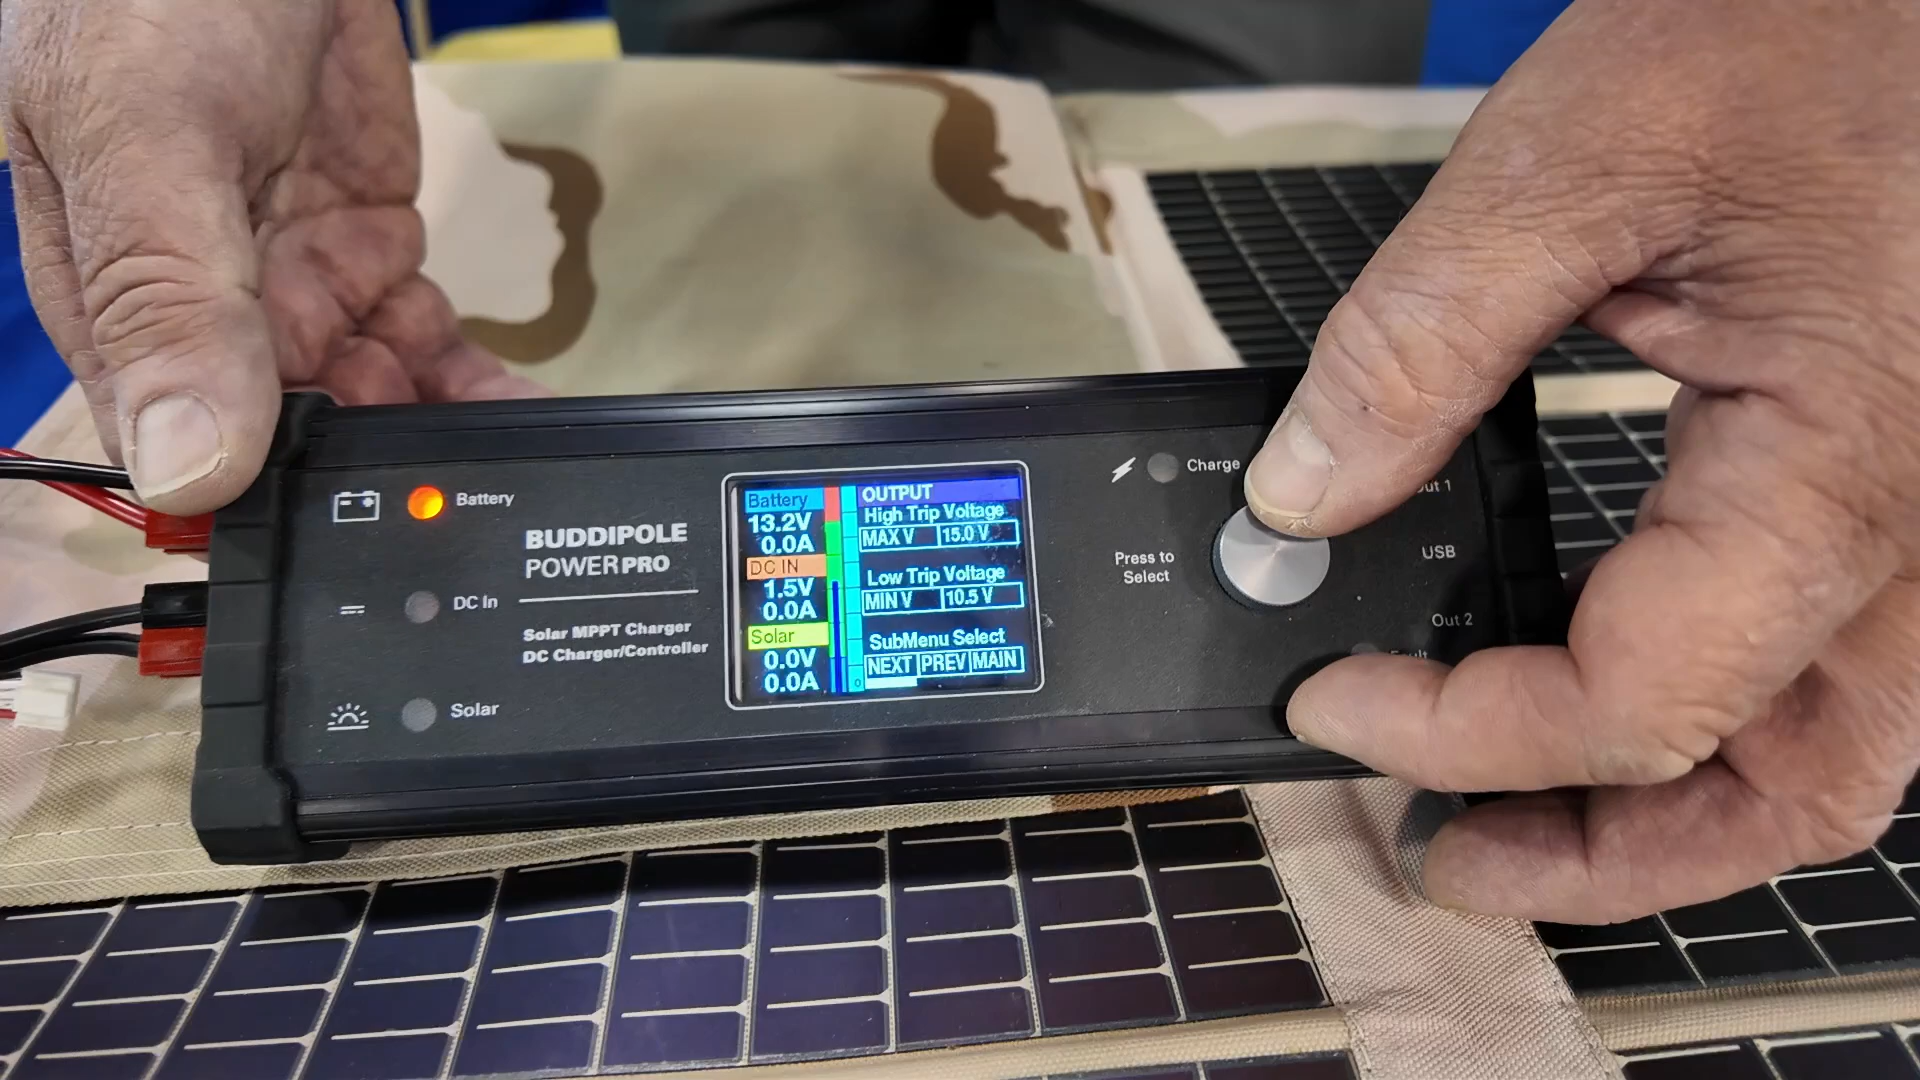 Battery
DC In
Solar
BUDDIPOLE
POWERPRO
Solar MPPT Charger
DC Charger/Controller
Battery
13.2V
0.0A
DC IN
1.5V
0.0A
Solar
0.0V
0.0A
OUTPUT
High Trip Voltage
MAX V 15.0 V
Low Trip Voltage
MIN V 10.5 V
SubMenu Select
NEXT PREV MAIN
0
Charge
Press to
Select
USB
Out 2